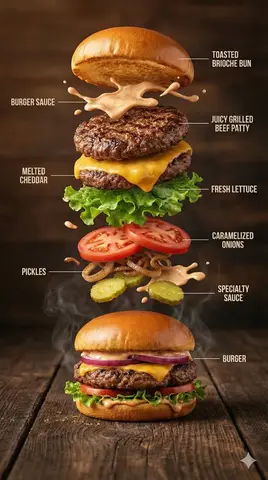 TOASTED
BRIOCHE BUN
BURGER SAUCE
JUICY GRILLED
BEEF PATTY
MELTED
CHEDDAR
FRESH LETTUCE
CARAMELIZED
ONIONS
PICKLES
SPECIALTY
SAUCE
BURGER